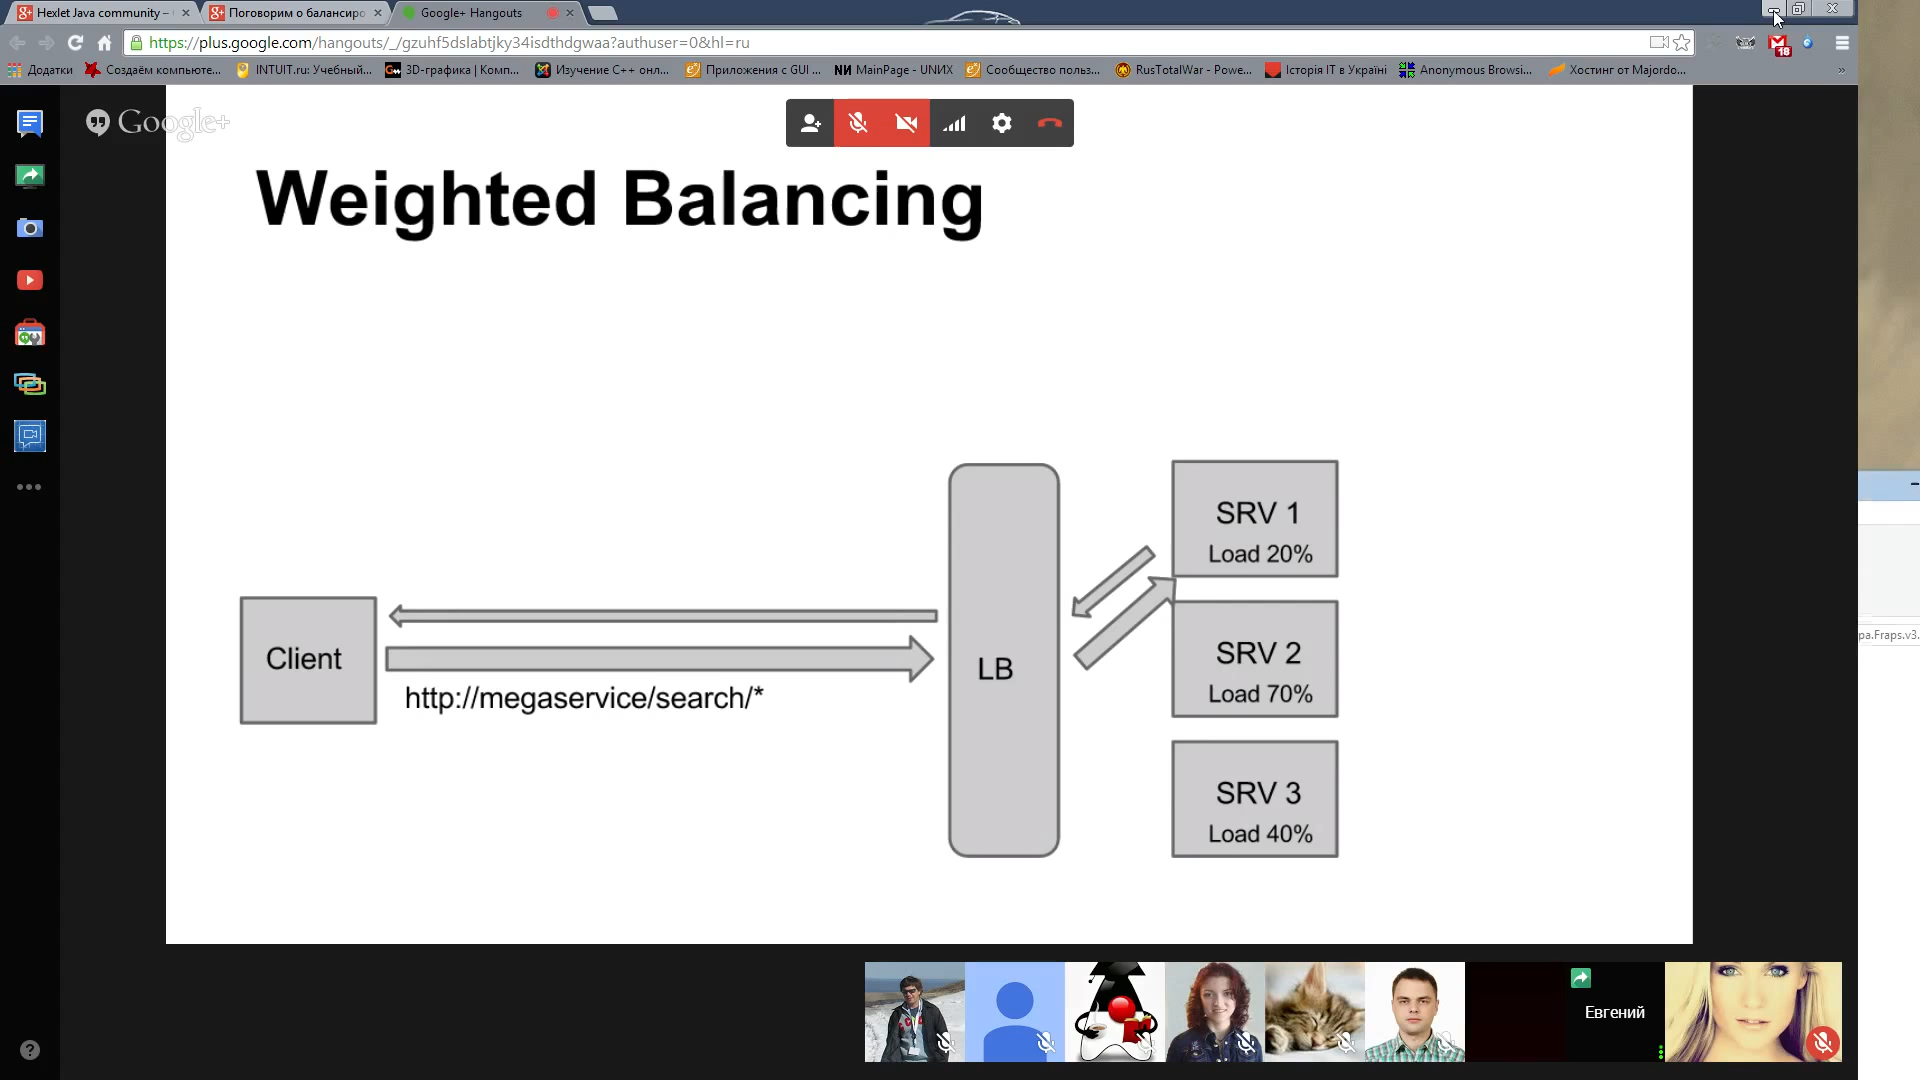 Hexlet Java community –
Поговорим о балансиро
Google+ Hangouts
https://plus.google.com/hangouts/_/gzuhf5dslabtjky34isdthdgwaa?authuser=0&hl=ru
18
Додатки
Создаём компьюте...
INTUIT.ru: Учебный...
3D-графика | Комп...
Изучение C++ онл...
Приложения с GUI ...
MainPage - UNИX
Сообщество польз...
RusTotalWar - Powe...
Історія IT в Україні
Anonymous Browsi...
Хостинг от Majordo...
»
Google+
Weighted Balancing
SRV 1
Load 20%
Client
http://megaservice/search/*
LB
SRV 2
Load 70%
SRV 3
Load 40%
pa.Fraps.v3.
Евгений